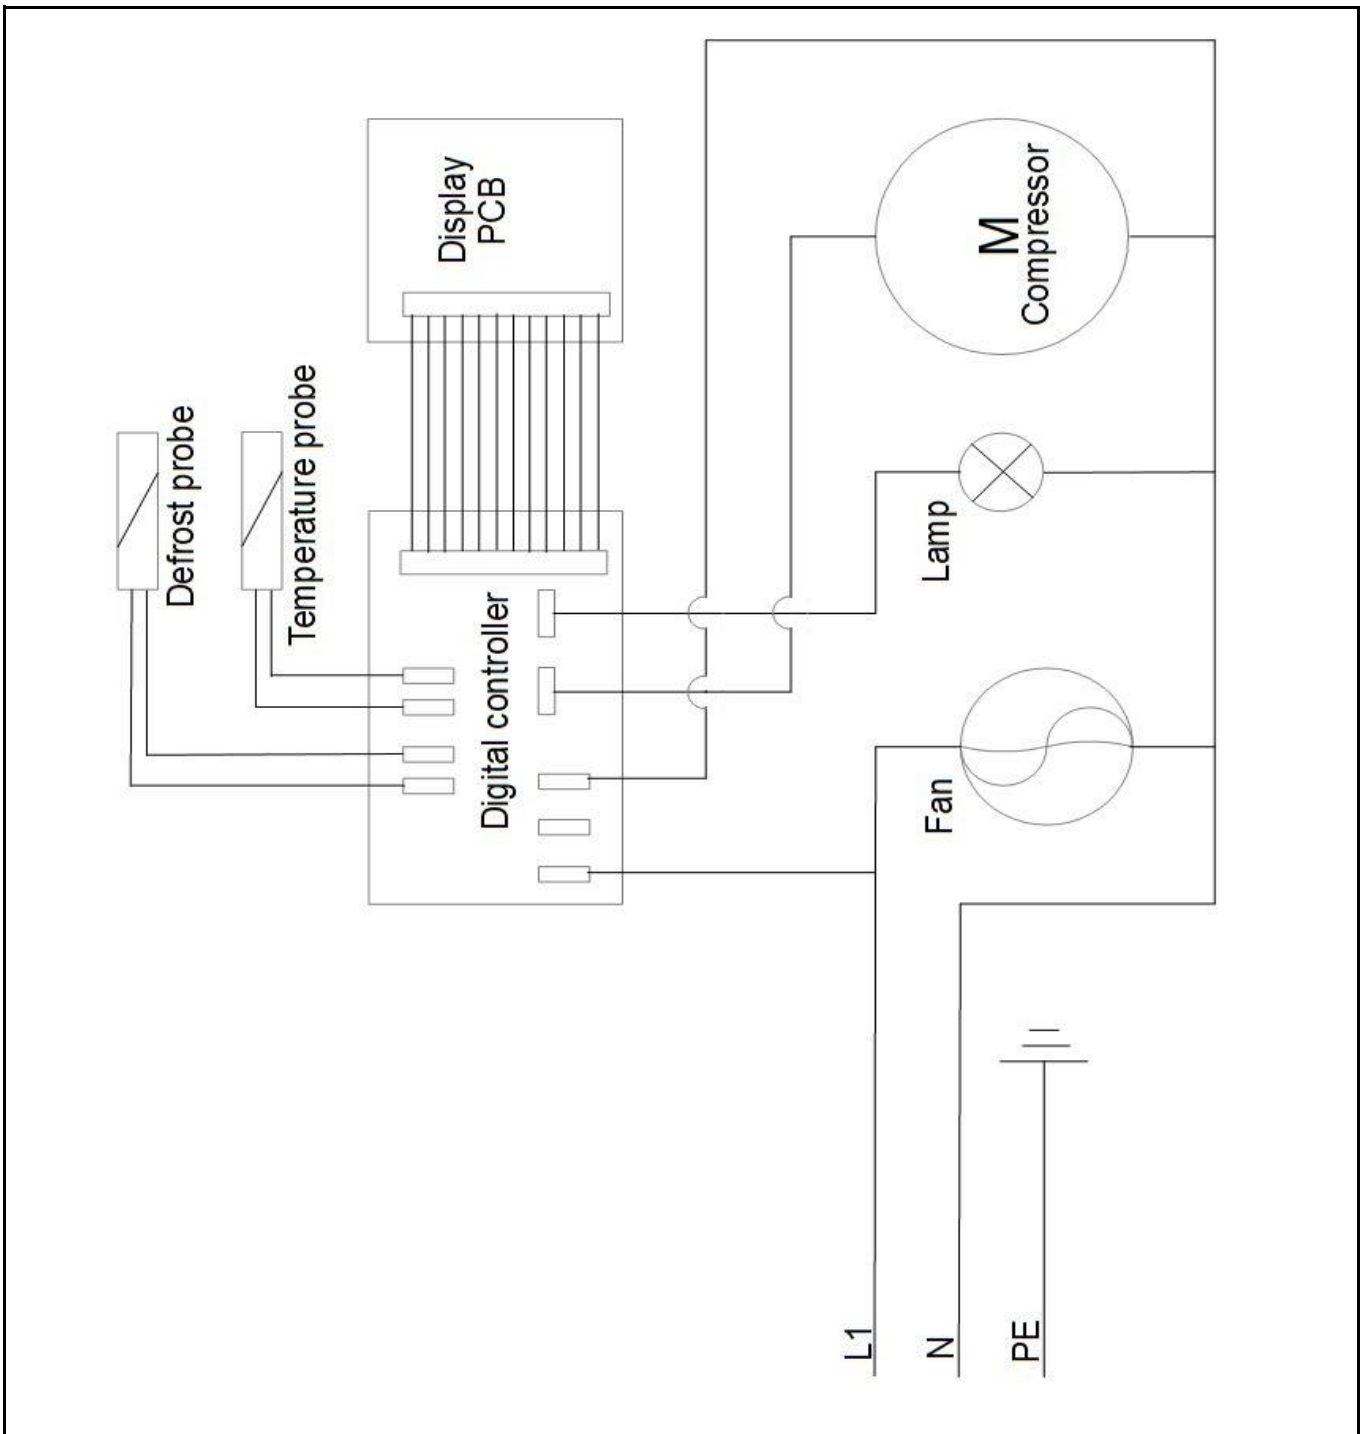 Display
PCB
M
Compressor
Defrost probe
Temperature probe
Digital controller
Lamp
Fan
L1
N
PE